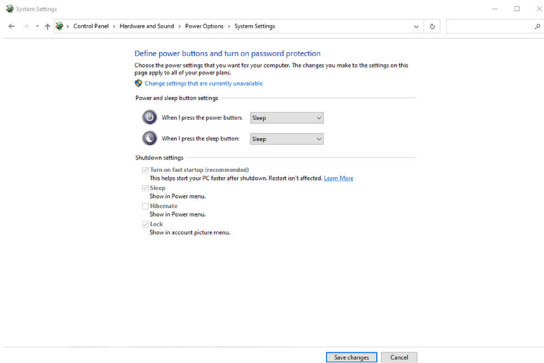 System Settings
Control Panel > Hardware and Sound > Power Options > System Settings
Define power buttons and turn on password protection
Choose the power settings that you want for your computer. The changes you make to the settings on this
page apply to all of your power plans.
Change settings that are currently unavailable
Power and sleep button settings
When I press the power button: Sleep
When I press the sleep button: Sleep
Shutdown settings
Turn on fast startup (recommended)
This helps start your PC faster after shutdown. Restart isn't affected. Learn More
Sleep
Show in Power menu.
Hibernate
Show in Power menu.
Lock
Show in account picture menu.
Save changes Cancel